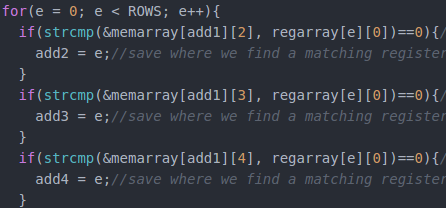 for(e = 0; e < ROWS; e++){
if(strcmp(&memarray[add1][2], regarray[e][0])==0){/
add2 = e;//save where we find a matching register
}
if(strcmp(&memarray[add1][3], regarray[e][0])==0){/
add3 = e;//save where we find a matching register
}
if(strcmp(&memarray[add1][4], regarray[e][0])==0){/
add4 = e;//save where we find a matching register
}